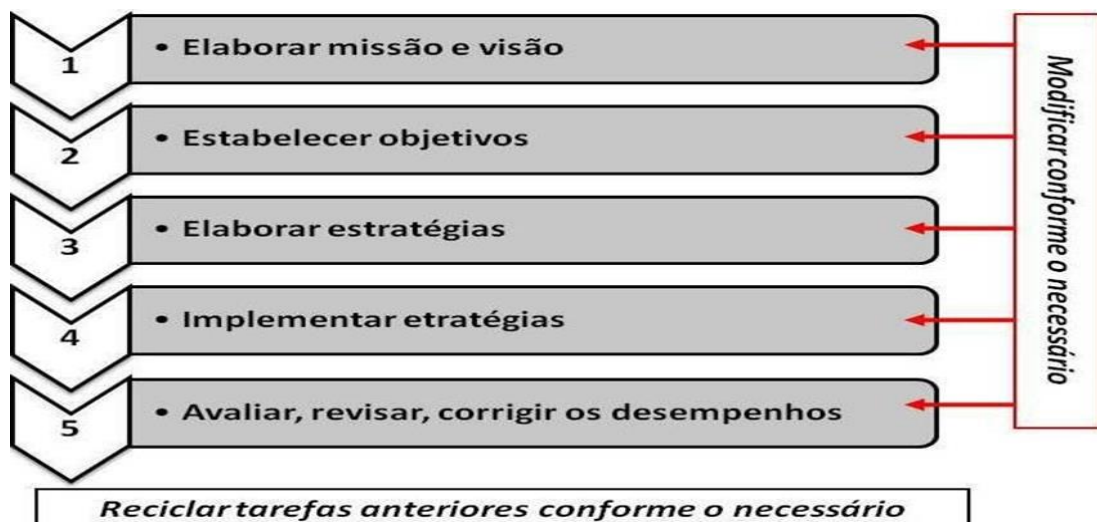 1
• Elaborar missão e visão
2
• Estabelecer objetivos
3
• Elaborar estratégias
4
• Implementar etratégias
5
• Avaliar, revisar, corrigir os desempenhos
Modificar conforme o necessário
Reciclar tarefas anteriores conforme o necessário